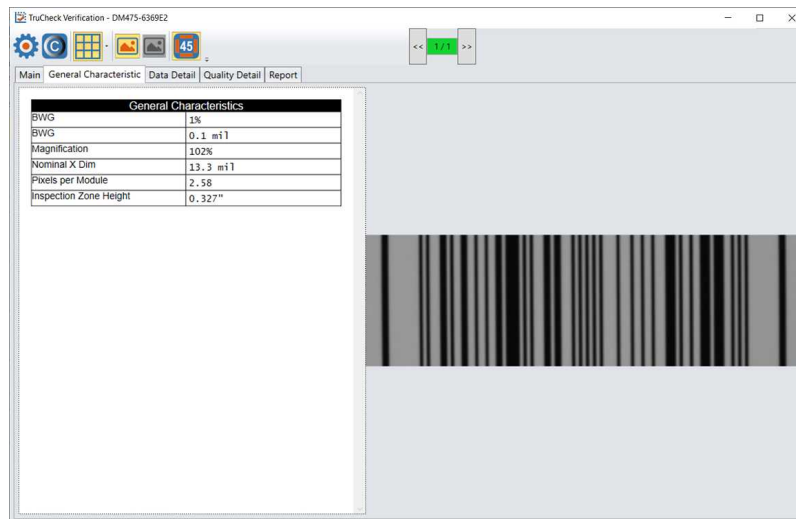 TruCheck Verification - DM475-6369E2
C
45
<< 1/1 >>
Main General Characteristic Data Detail Quality Detail Report
General Characteristics
BWG 1%
BWG 0.1 mil
Magnification 102%
Nominal X Dim 13.3 mil
Pixels per Module 2.58
Inspection Zone Height 0.327"